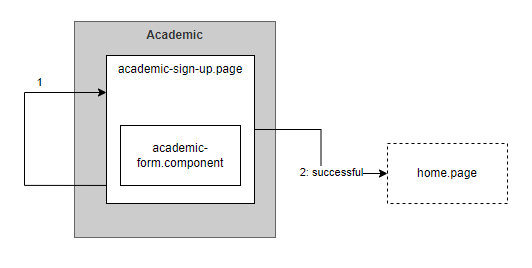 Academic
academic-sign-up.page
1
academic-
form.component
2: successful
home.page